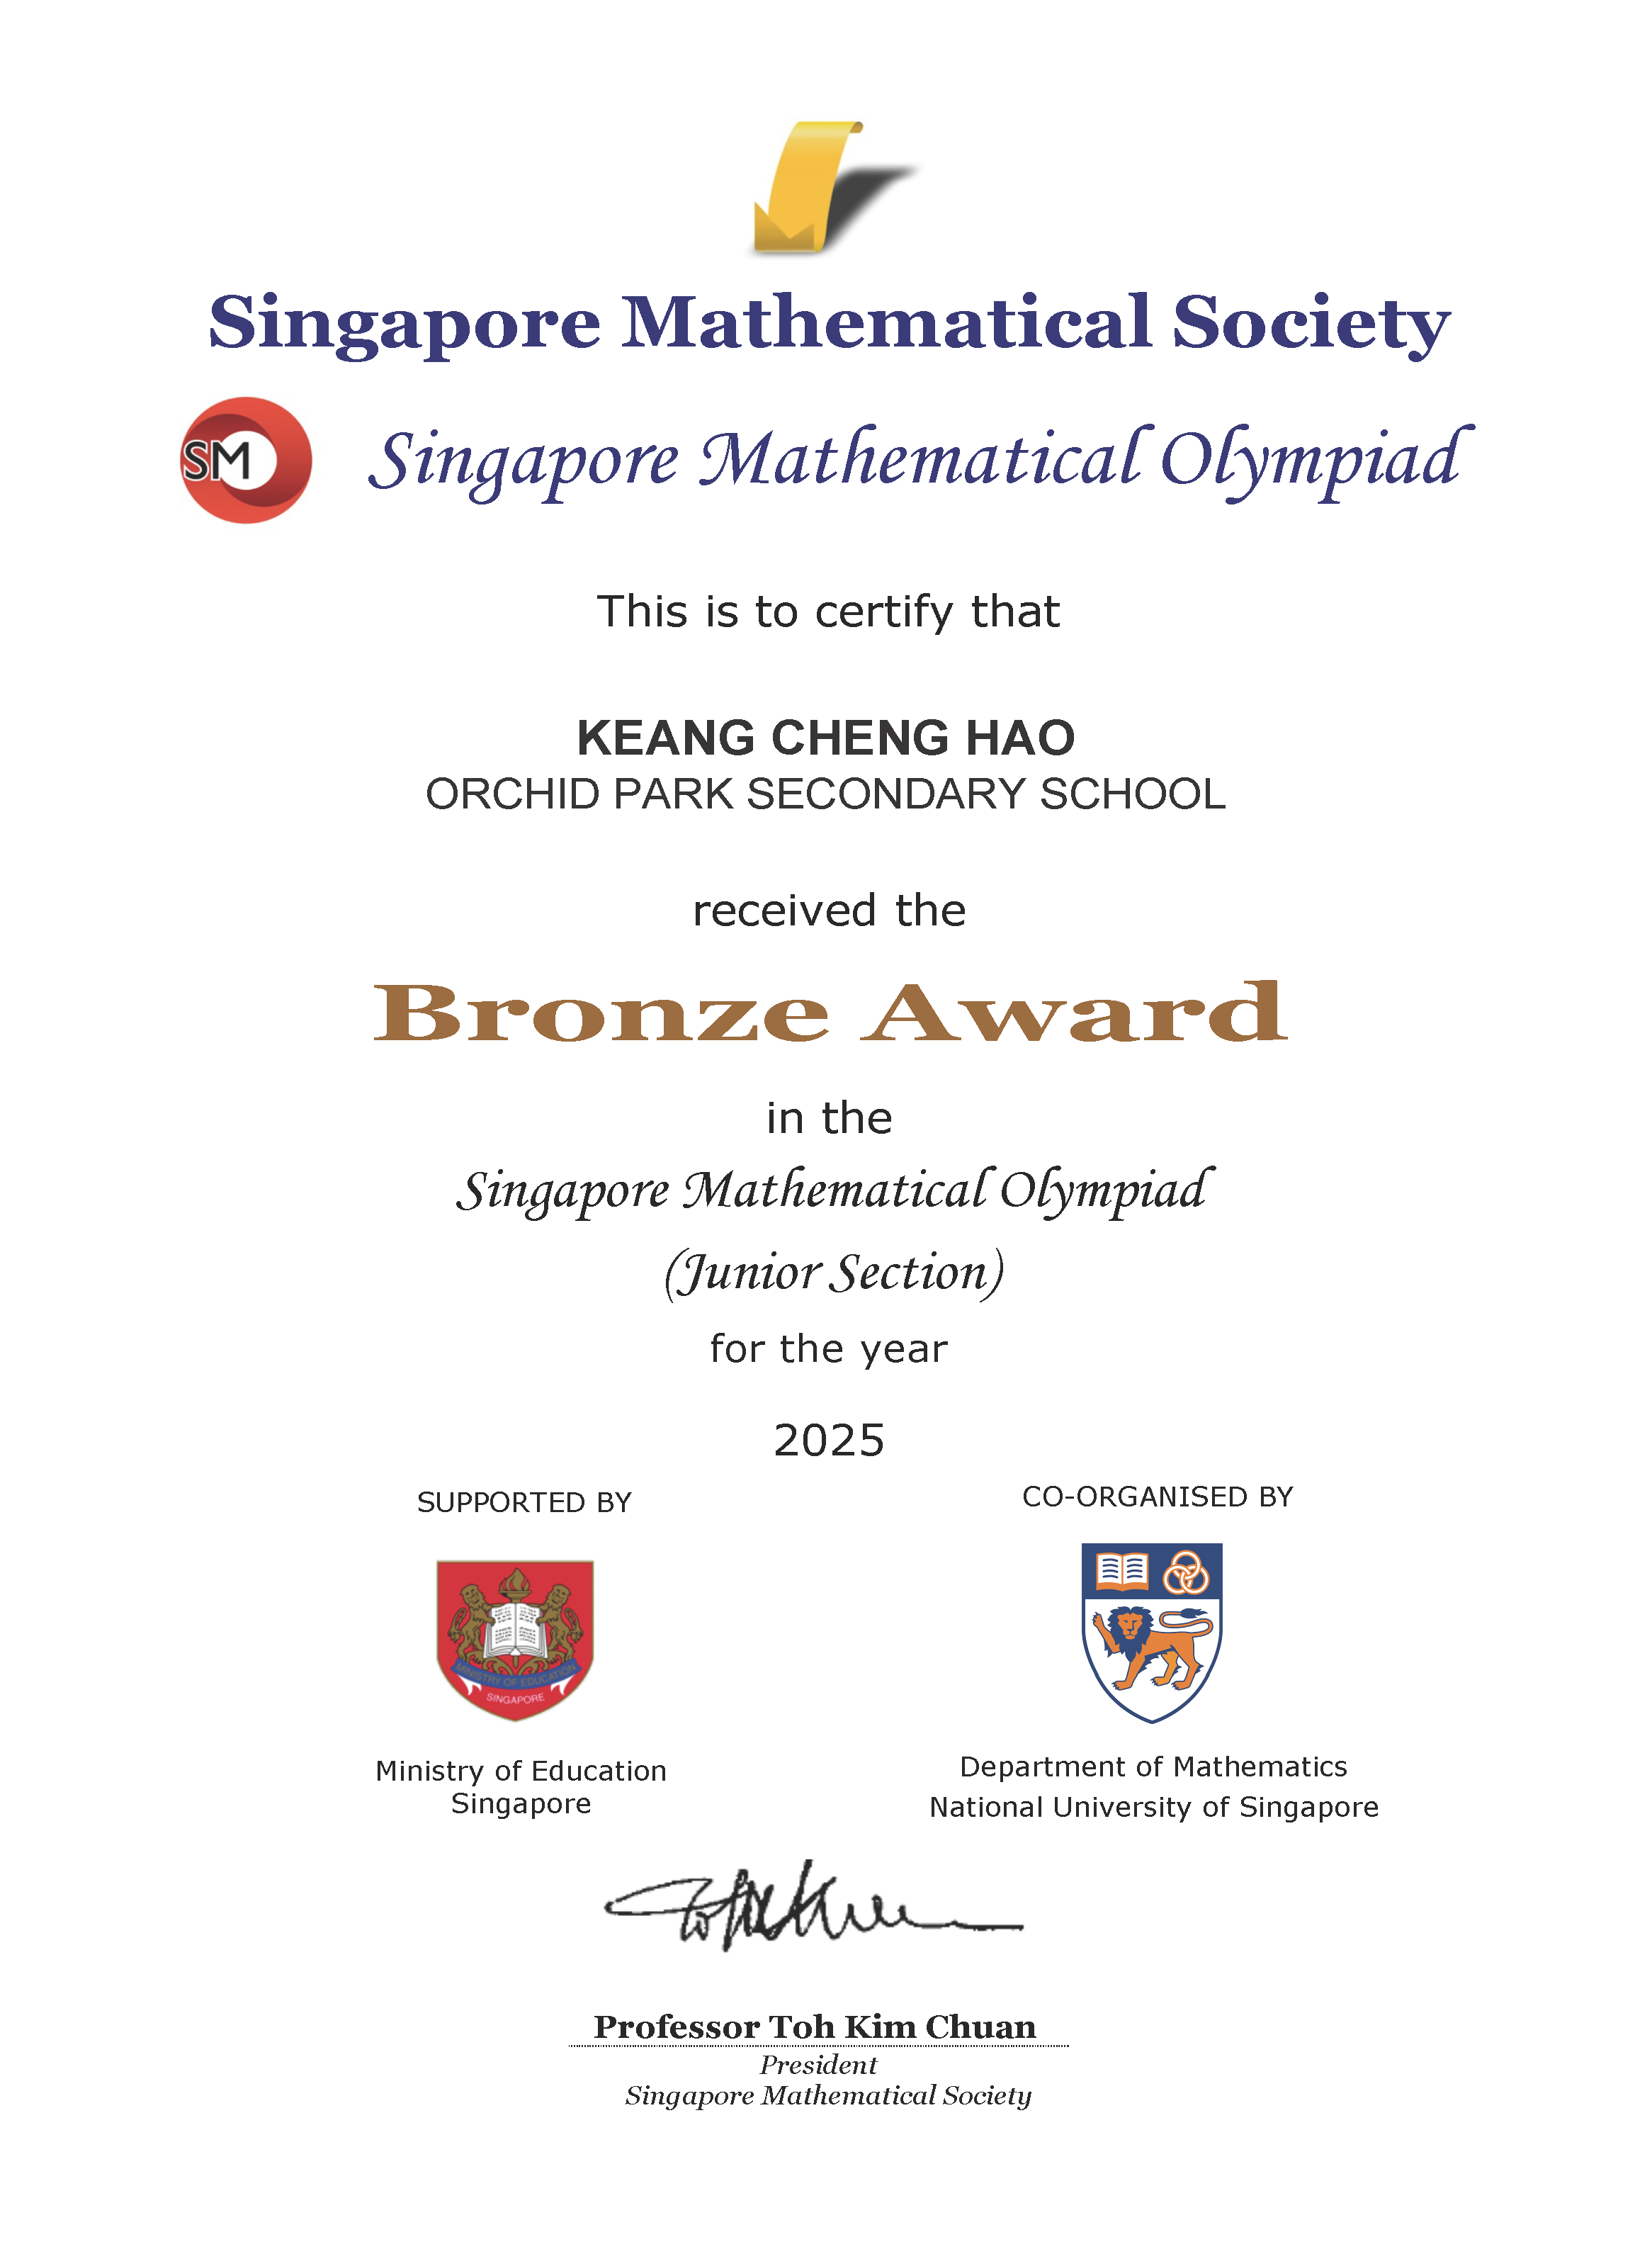 Singapore Mathematical Society
SM
Singapore Mathematical Olympiad
This is to certify that
KEANG CHENG HAO
ORCHID PARK SECONDARY SCHOOL
received the
Bronze Award
in the
Singapore Mathematical Olympiad
(Junior Section)
for the year
2025
SUPPORTED BY
CO-ORGANISED BY
MINISTRY OF EDUCATION
SINGAPORE
Ministry of Education
Singapore
Department of Mathematics
National University of Singapore
Professor Toh Kim Chuan
President
Singapore Mathematical Society